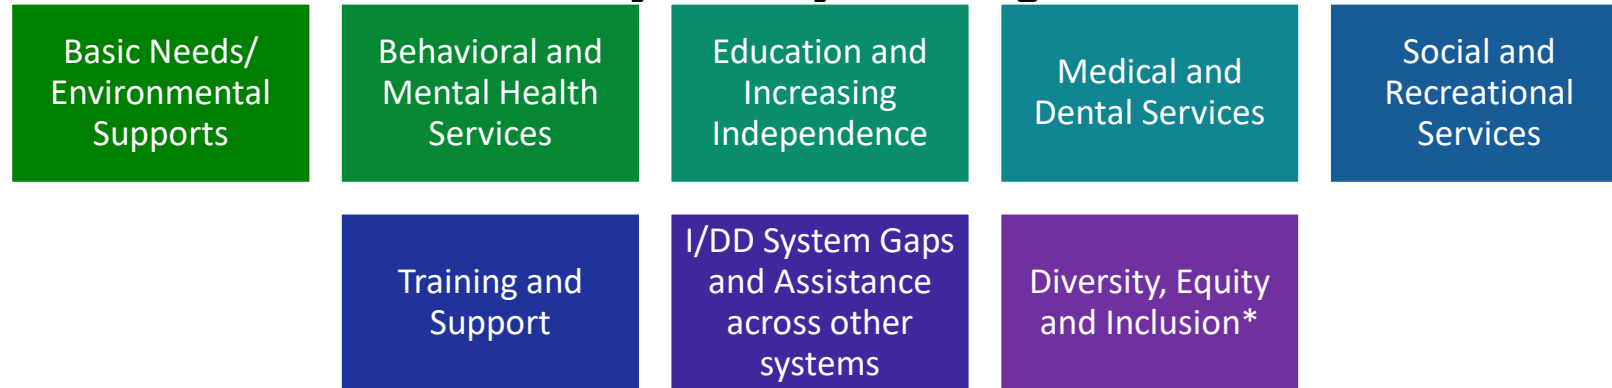 Basic Needs/
Environmental
Supports
Behavioral and
Mental Health
Services
Education and
Increasing
Independence
Medical and
Dental Services
Social and
Recreational
Services
Training and
Support
I/DD System Gaps
and Assistance
across other
systems
Diversity, Equity
and Inclusion*